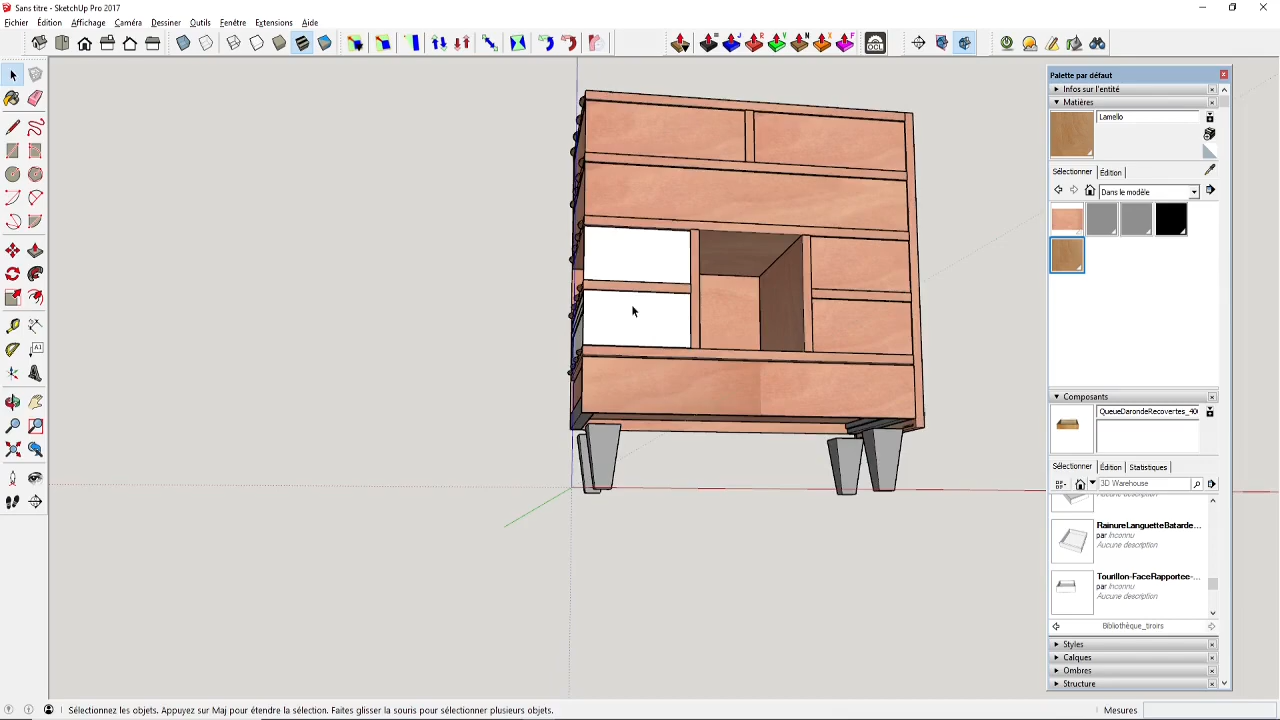 Sans titre - SketchUp Pro 2017
Fichier Édition Affichage Caméra Dessiner Outils Fenêtre Extensions Aide
OCL
Palette par défaut
Infos sur l'entité
Matières
Lamello
Sélectionner Édition
Dans le modèle
Composants
QueueDarondeRecovertes_40
Sélectionner Édition Statistiques
3D Warehouse
Aucune description
RainureLanguetteBatarde...
par Inconnu
Aucune description
Tourillon-FaceRapportee-...
par Inconnu
Aucune description
Bibliothèque_tiroirs
Styles
Calques
Ombres
Structure
Sélectionnez les objets. Appuyez sur Maj pour étendre la sélection. Faites glisser la souris pour sélectionner plusieurs objets.
Mesures